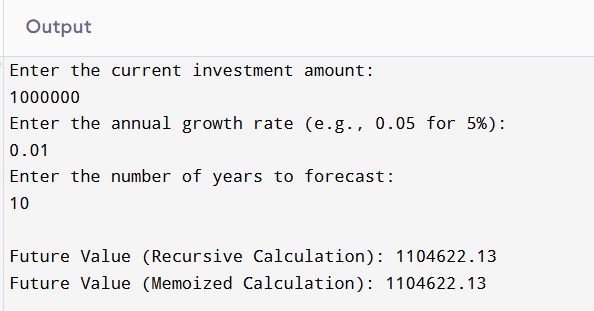 Output
Enter the current investment amount:
1000000
Enter the annual growth rate (e.g., 0.05 for 5%):
0.01
Enter the number of years to forecast:
10
Future Value (Recursive Calculation): 1104622.13
Future Value (Memoized Calculation): 1104622.13